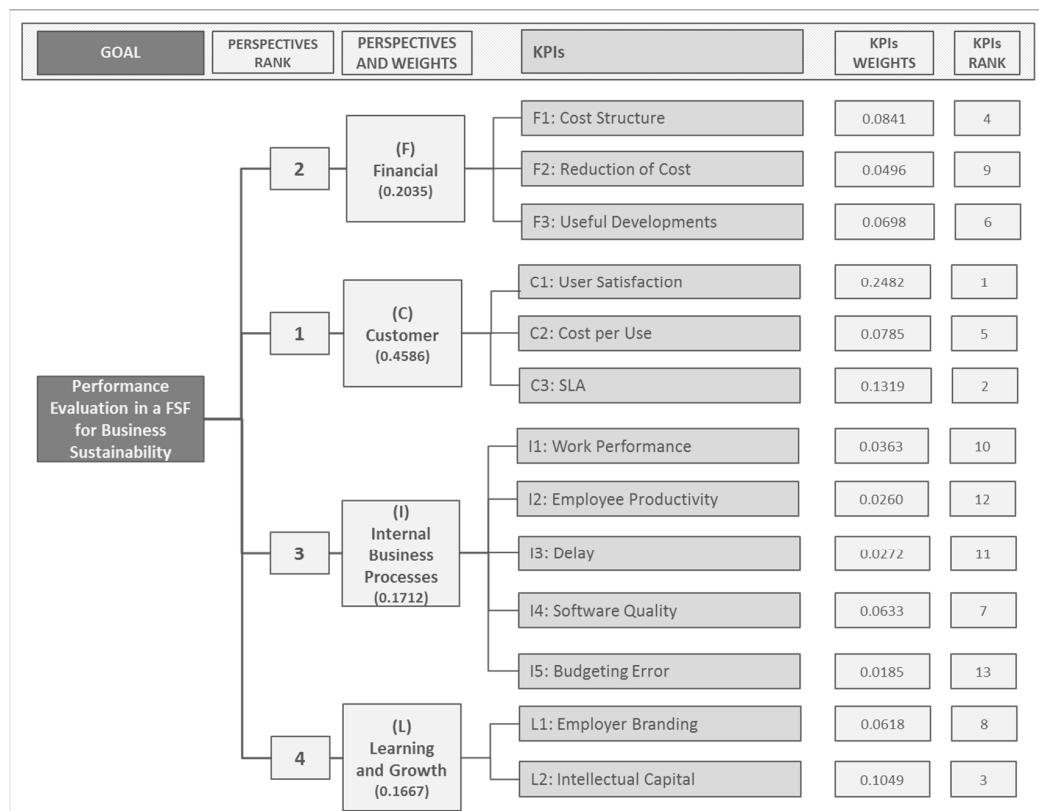 GOAL
PERSPECTIVES
RANK
PERSPECTIVES
AND WEIGHTS
KPIs
KPIs
WEIGHTS
KPIs
RANK
Performance
Evaluation in a FSF
for Business
Sustainability
2
(F)
Financial
(0.2035)
F1: Cost Structure
0.0841
4
F2: Reduction of Cost
0.0496
9
F3: Useful Developments
0.0698
6
1
(C)
Customer
(0.4586)
C1: User Satisfaction
0.2482
1
C2: Cost per Use
0.0785
5
C3: SLA
0.1319
2
3
(I)
Internal
Business
Processes
(0.1712)
I1: Work Performance
0.0363
10
I2: Employee Productivity
0.0260
12
I3: Delay
0.0272
11
I4: Software Quality
0.0633
7
I5: Budgeting Error
0.0185
13
4
(L)
Learning
and Growth
(0.1667)
L1: Employer Branding
0.0618
8
L2: Intellectual Capital
0.1049
3